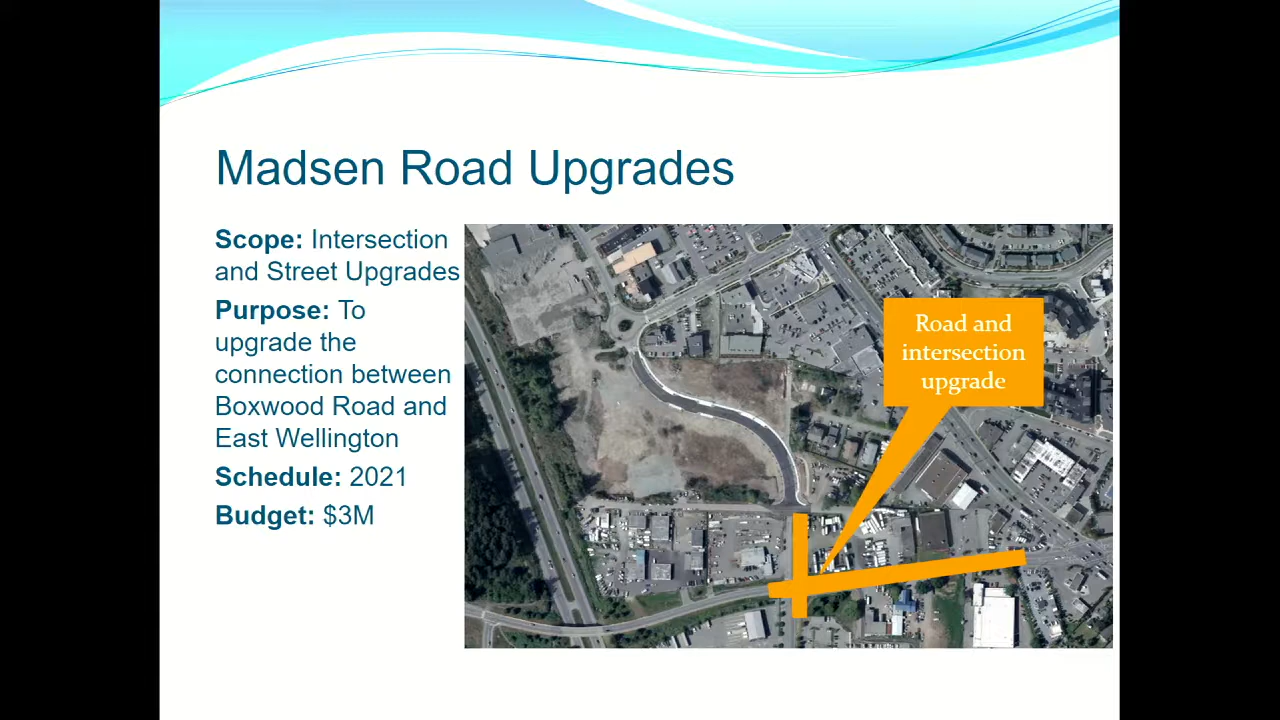 Madsen Road Upgrades
Scope: Intersection
and Street Upgrades
Purpose: To
upgrade the
connection between
Boxwood Road and
East Wellington
Schedule: 2021
Budget: $3M
Road and
intersection
upgrade